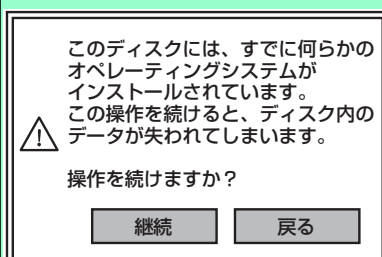 このディスクには、すでに何らかの
オペレーティングシステムが
インストールされています。
この操作を続けると、ディスク内の
データが失われてしまいます。
操作を続けますか？
継続
戻る